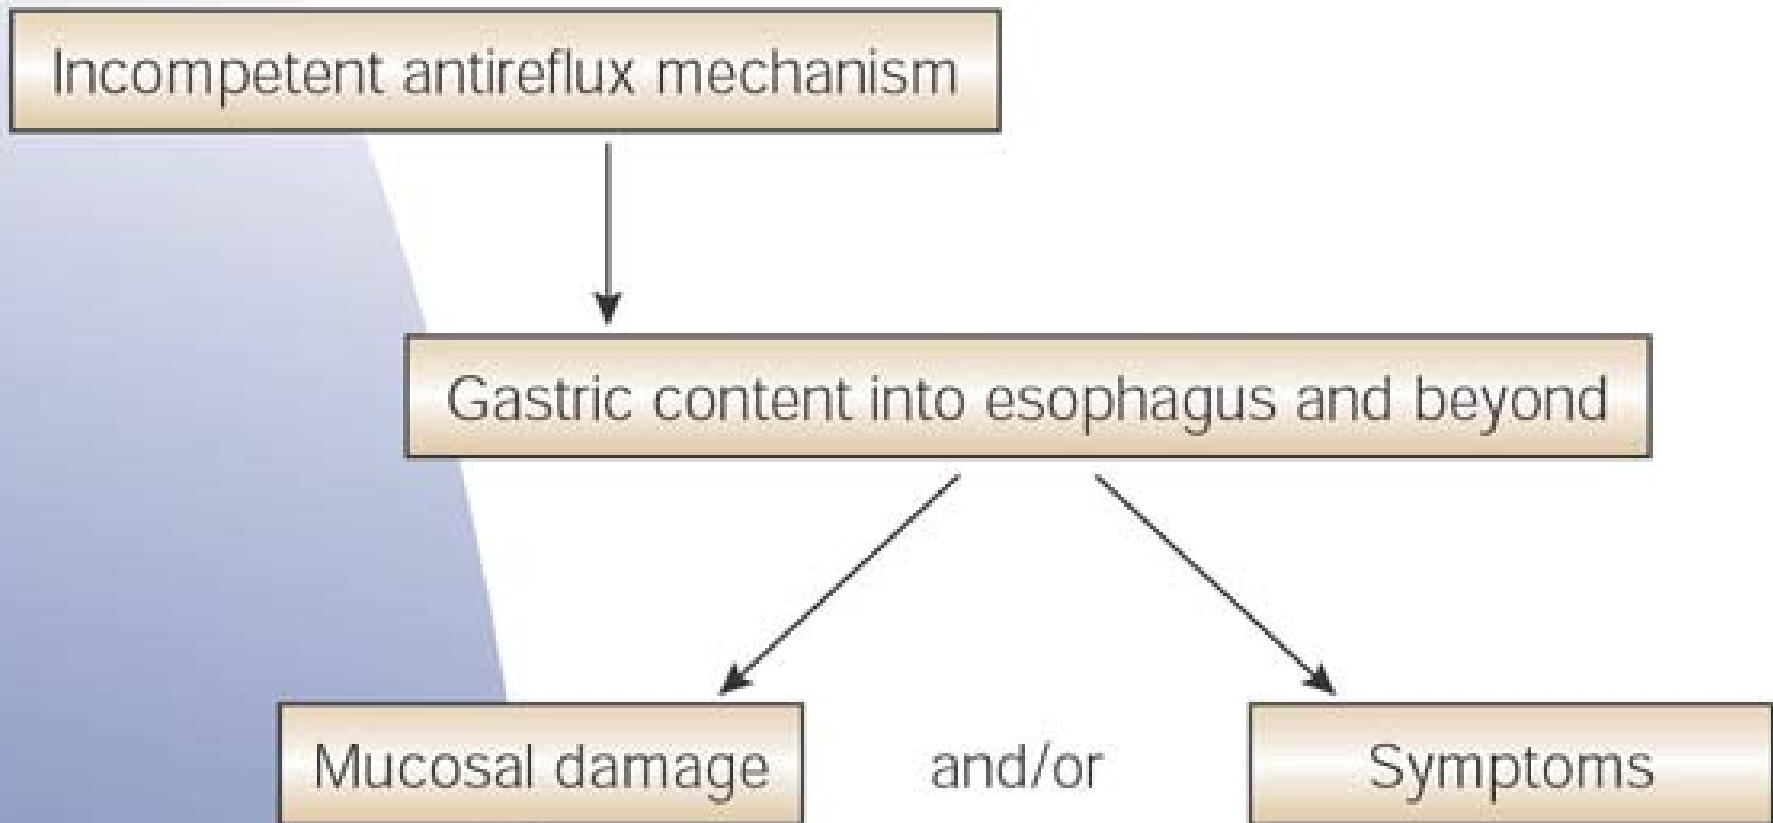 Incompetent antireflux mechanism
Gastric content into esophagus and beyond
Mucosal damage
and/or
Symptoms